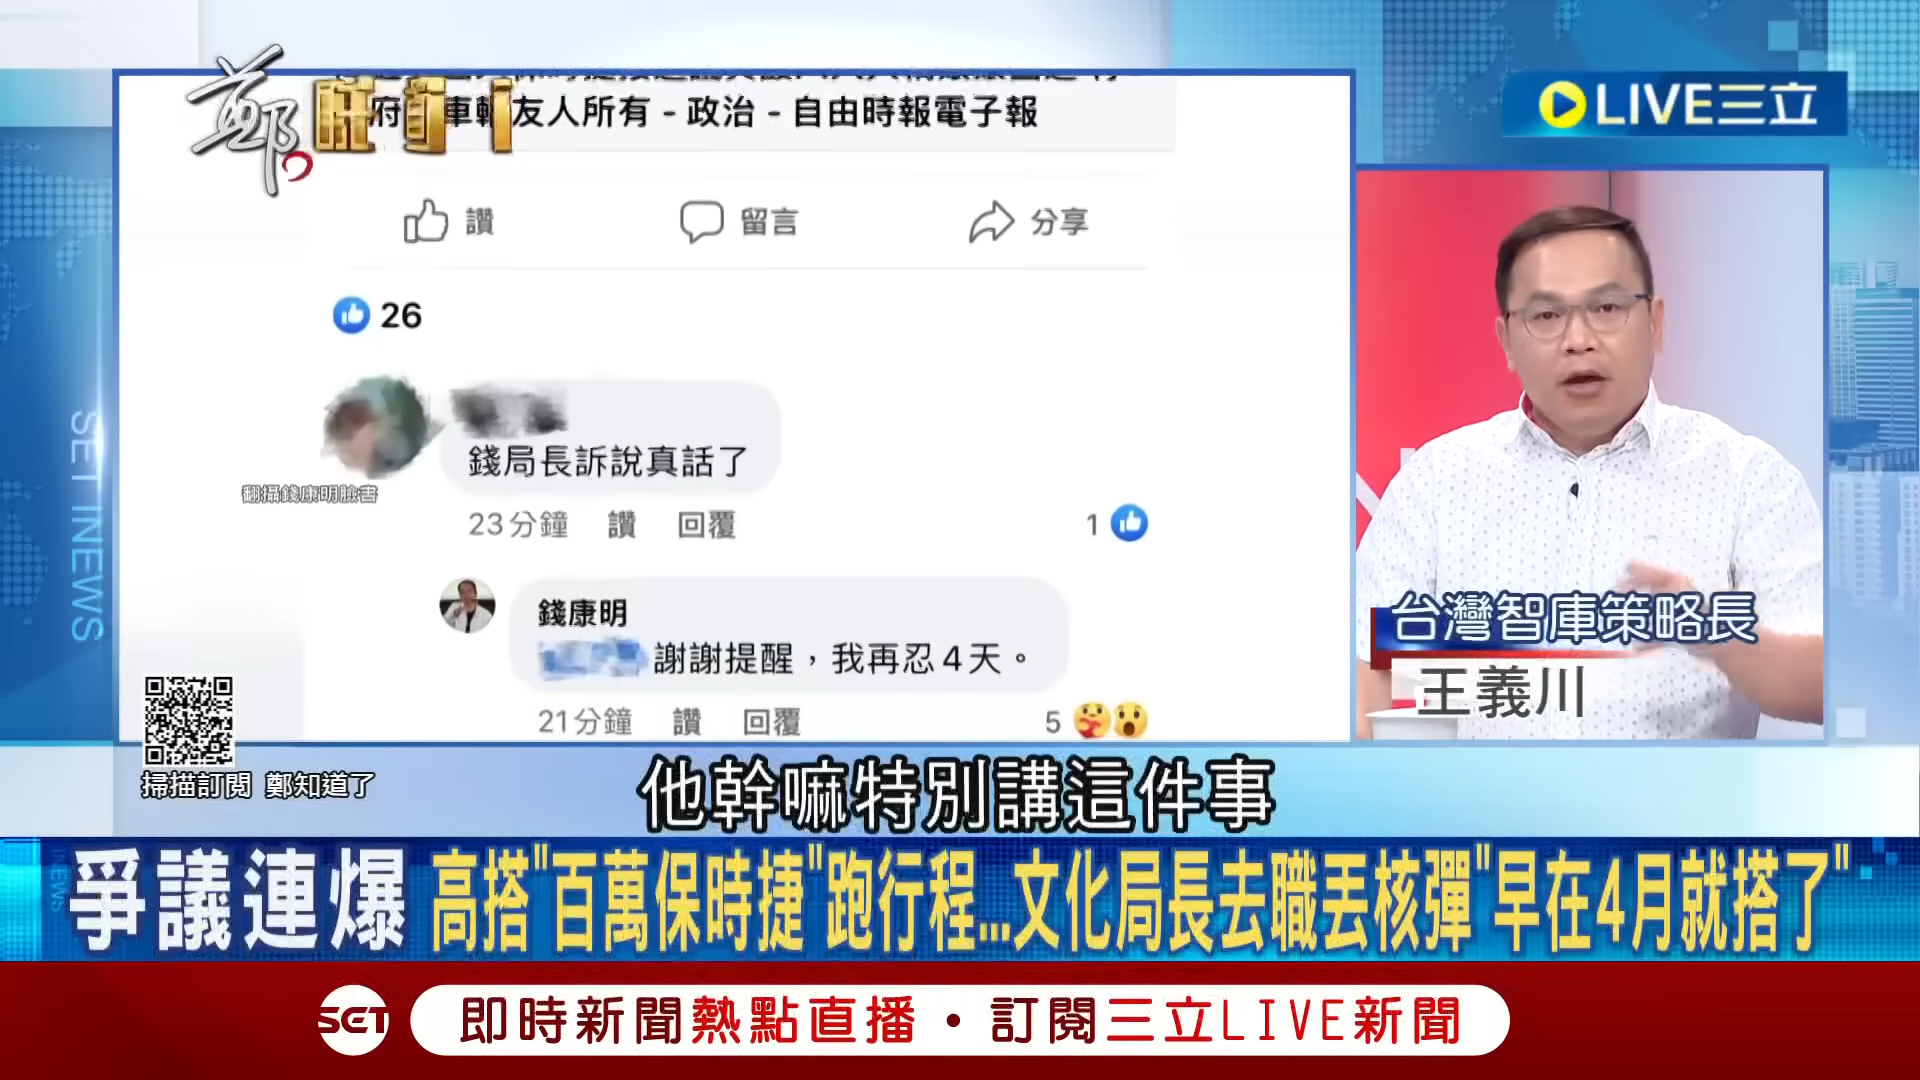 鄭
LIVE三立
友人所有 - 政治 - 自由時報電子報
讚 留言 分享
26
錢局長訴說真話了
翻攝錢康明臉書
23分鐘 讚 回覆 1
錢康明
謝謝提醒，我再忍4天。
21分鐘 讚 回覆 5
SET iNEWS
台灣智庫策略長
王義川
掃描訂閱 鄭知道了
他幹嘛特別講這件事
爭議連爆 高搭"百萬保時捷"跑行程...文化局長去職丟核彈"早在4月就搭了"
SET 即時新聞熱點直播・訂閱三立LIVE新聞